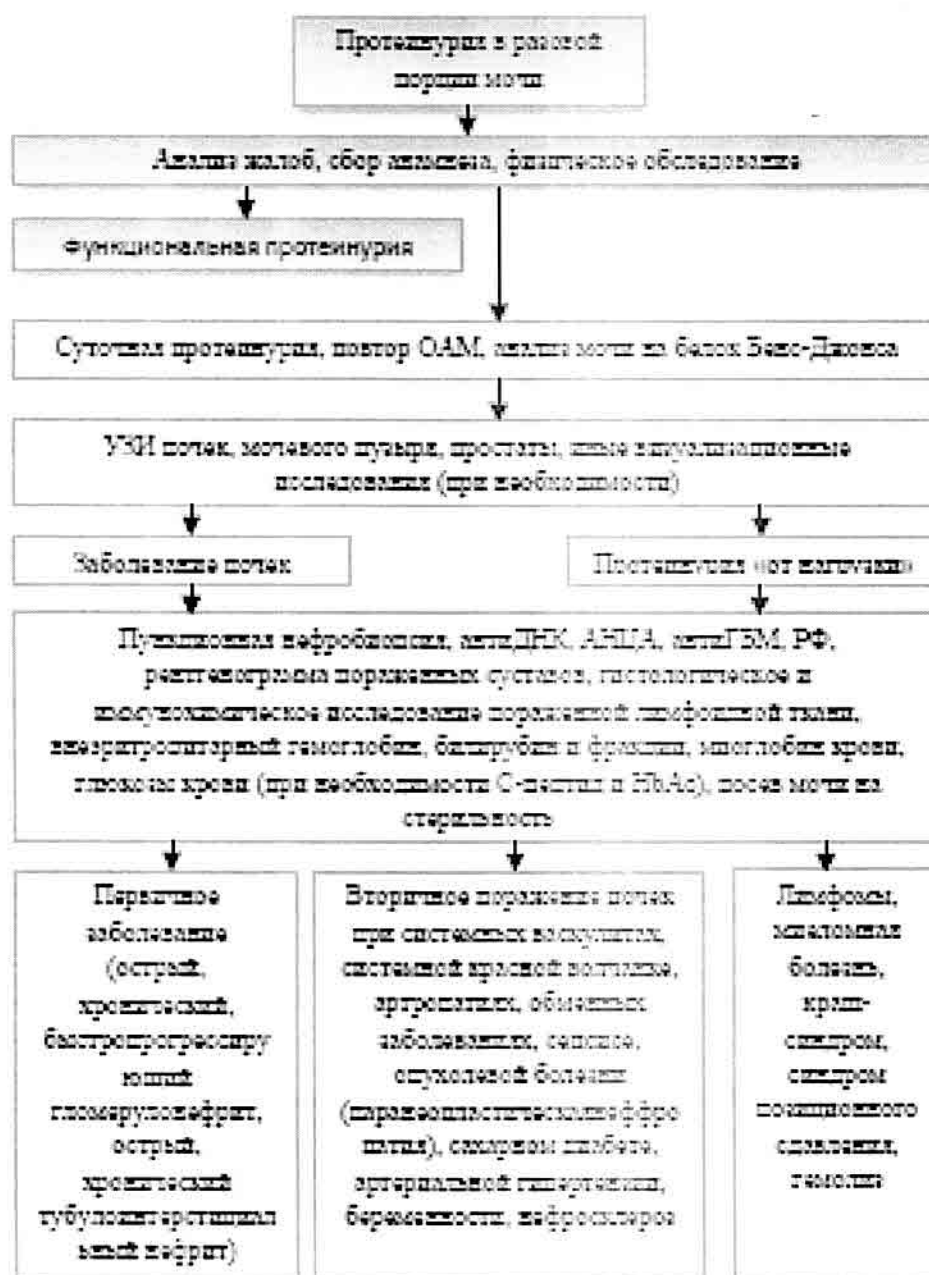 Протеинурия в разовой
порции мочи
Анализ жалоб, сбор анамнеза, физическое обследование
Функциональная протеинурия
Суточная протеинурия, повтор ОАМ, анализ мочи на белок Бенс-Джонса
УЗИ почек, мочевого пузыря, простаты, иные визуализационные
исследования (при необходимости)
Заболевание почек
Протеинурия «от нагрузки»
Пункционная нефробиопсия, антиДНК, АНЦА, антиГБМ, РФ,
рентгенограмма пораженных суставов, гистологическое и
иммунохимическое исследование пораженной лимфоидной ткани,
внеэритроцитарный гемоглобин, билирубин и фракции, миоглобин крови,
глюкозы крови (при необходимости С-пептид и HbAc), посев мочи на
стерильность
Первичное
заболевание
(острый,
хронический,
быстропрогрессиру
ющий
гломерулонефрит,
острый,
хронический
тубулоинтерстициал
ьный нефрит)
Вторичное поражение почек
при системных васкулитах,
системной красной волчанке,
артропатиях, обменных
заболеваниях, сепсисе,
опухолевой болезни
(паранеопластическаянеффро
патия), сахарном диабете,
артериальной гипертензии,
беременности, нефросклероз
Лимфомы,
миеломная
болезнь,
краш-
синдром,
синдром
позиционного
сдавления,
гемолиз